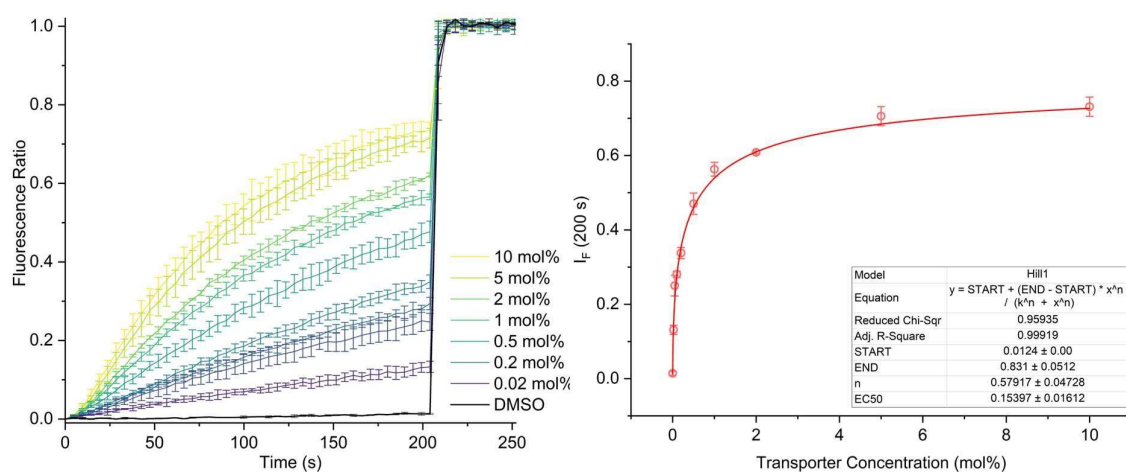 1.0
0.8
0.6
0.4
0.2
0.0
Fluorescence Ratio
0
50
100
150
200
250
Time (s)
10 mol%
5 mol%
2 mol%
1 mol%
0.5 mol%
0.2 mol%
0.02 mol%
DMSO
0.8
0.6
0.4
0.2
0.0
I_F (200 s)
0
2
4
6
8
10
Transporter Concentration (mol%)
Model Hill1
Equation y = START + (END - START) * x^n / (k^n + x^n)
Reduced Chi-Sqr 0.95935
Adj. R-Square 0.99919
START 0.0124 ± 0.00
END 0.831 ± 0.0512
n 0.57917 ± 0.04728
EC50 0.15397 ± 0.01612